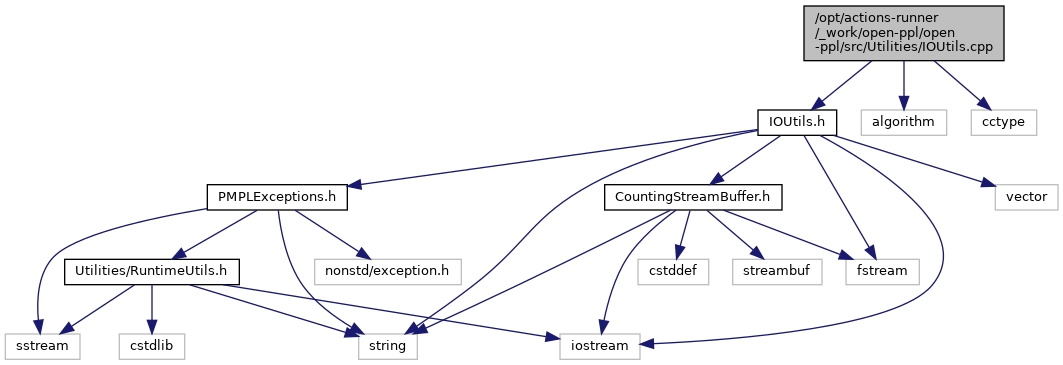 /opt/actions-runner
/_work/open-ppl/open
-ppl/src/Utilities/IOUtils.cpp
IOUtils.h
algorithm
cctype
PMPLExceptions.h
CountingStreamBuffer.h
vector
Utilities/RuntimeUtils.h
nonstd/exception.h
cstddef
streambuf
fstream
sstream
cstdlib
string
iostream